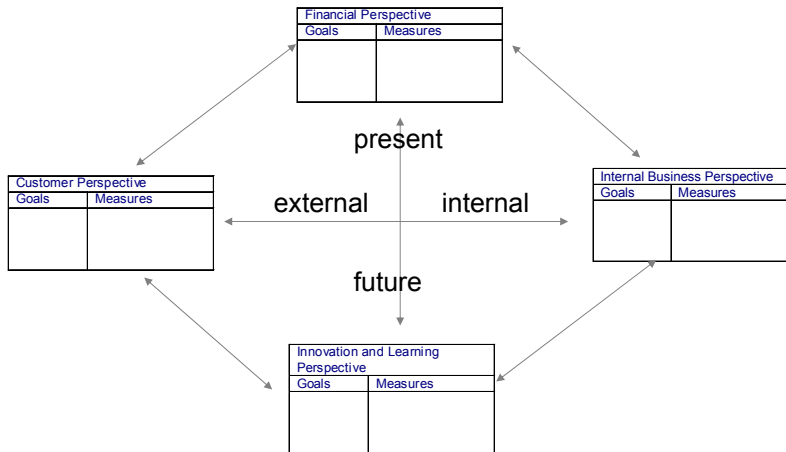 Financial Perspective
Goals Measures
present
Customer Perspective
Goals Measures
Internal Business Perspective
Goals Measures
external internal
future
Innovation and Learning
Perspective
Goals Measures